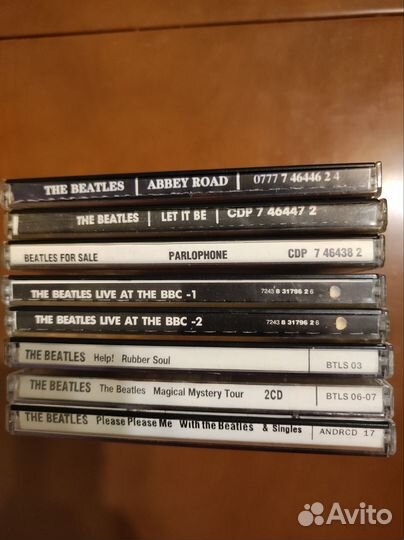 THE BEATLES | ABBEY ROAD | 0777 7 46446 2 4
THE BEATLES | LET IT BE | CDP 7 46447 2
BEATLES FOR SALE PARLOPHONE CDP 7 46438 2
THE BEATLES LIVE AT THE BBC -1 7243 8 31796 2 6
THE BEATLES LIVE AT THE BBC -2 7243 8 31796 2 6
THE BEATLES Help! Rubber Soul BTLS 03
THE BEATLES The Beatles Magical Mystery Tour 2CD BTLS 06-07
THE BEATLES Please Please Me With the Beatles & Singles ANDRCD 17
Avito